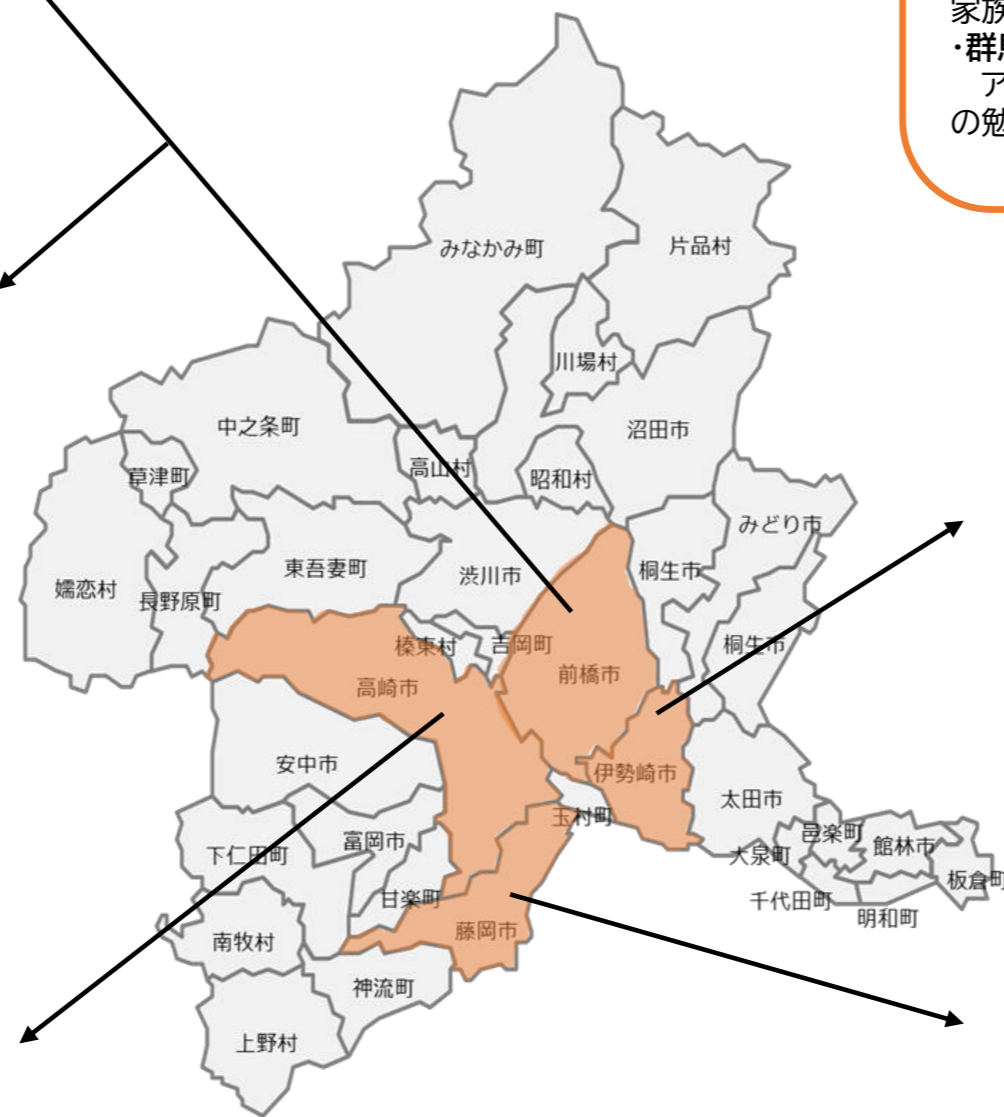 家族
・群馬
ア
の勉
みなかみ町
片品村
川場村
中之条町
沼田市
高山村
草津町
昭和村
みどり市
東吾妻町
渋川市
桐生市
嬬恋村
長野原町
榛東村
吉岡町
桐生市
前橋市
高崎市
安中市
伊勢崎市
太田市
玉村町
邑楽町
富岡市
館林市
下仁田町
大泉町
板倉町
甘楽町
千代田町
明和町
藤岡市
南牧村
神流町
上野村